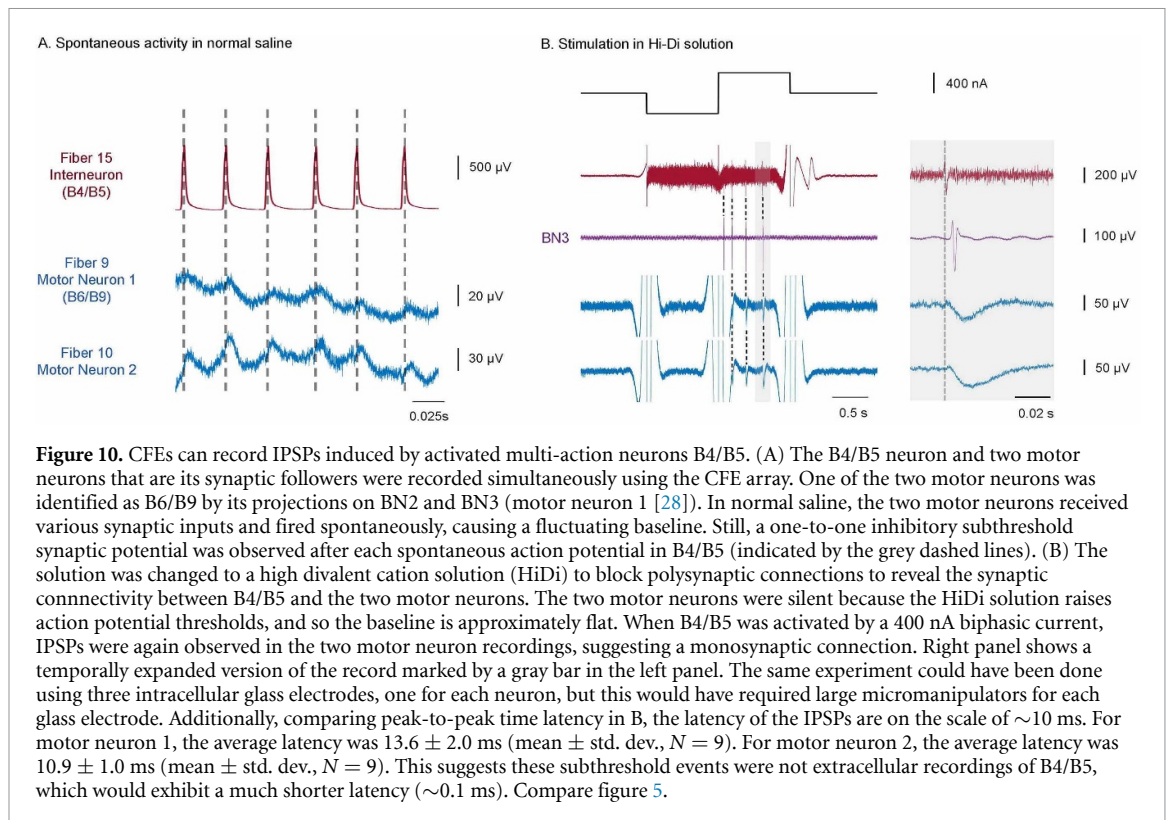 A. Spontaneous activity in normal saline
B. Stimulation in Hi-Di solution
400 nA
Fiber 15
Interneuron
(B4/B5)
500 µV
200 µV
BN3
100 µV
Fiber 9
Motor Neuron 1
(B6/B9)
20 µV
50 µV
Fiber 10
Motor Neuron 2
30 µV
50 µV
0.025s
0.5 s
0.02 s
Figure 10. CFEs can record IPSPs induced by activated multi-action neurons B4/B5. (A) The B4/B5 neuron and two motor
neurons that are its synaptic followers were recorded simultaneously using the CFE array. One of the two motor neurons was
identified as B6/B9 by its projections on BN2 and BN3 (motor neuron 1 [28]). In normal saline, the two motor neurons received
various synaptic inputs and fired spontaneously, causing a fluctuating baseline. Still, a one-to-one inhibitory subthreshold
synaptic potential was observed after each spontaneous action potential in B4/B5 (indicated by the grey dashed lines). (B) The
solution was changed to a high divalent cation solution (HiDi) to block polysynaptic connections to reveal the synaptic
connnectivity between B4/B5 and the two motor neurons. The two motor neurons were silent because the HiDi solution raises
action potential thresholds, and so the baseline is approximately flat. When B4/B5 was activated by a 400 nA biphasic current,
IPSPs were again observed in the two motor neuron recordings, suggesting a monosynaptic connection. Right panel shows a
temporally expanded version of the record marked by a gray bar in the left panel. The same experiment could have been done
using three intracellular glass electrodes, one for each neuron, but this would have required large micromanipulators for each
glass electrode. Additionally, comparing peak-to-peak time latency in B, the latency of the IPSPs are on the scale of ∼10 ms. For
motor neuron 1, the average latency was 13.6 ± 2.0 ms (mean ± std. dev., N = 9). For motor neuron 2, the average latency was
10.9 ± 1.0 ms (mean ± std. dev., N = 9). This suggests these subthreshold events were not extracellular recordings of B4/B5,
which would exhibit a much shorter latency (∼0.1 ms). Compare figure 5.